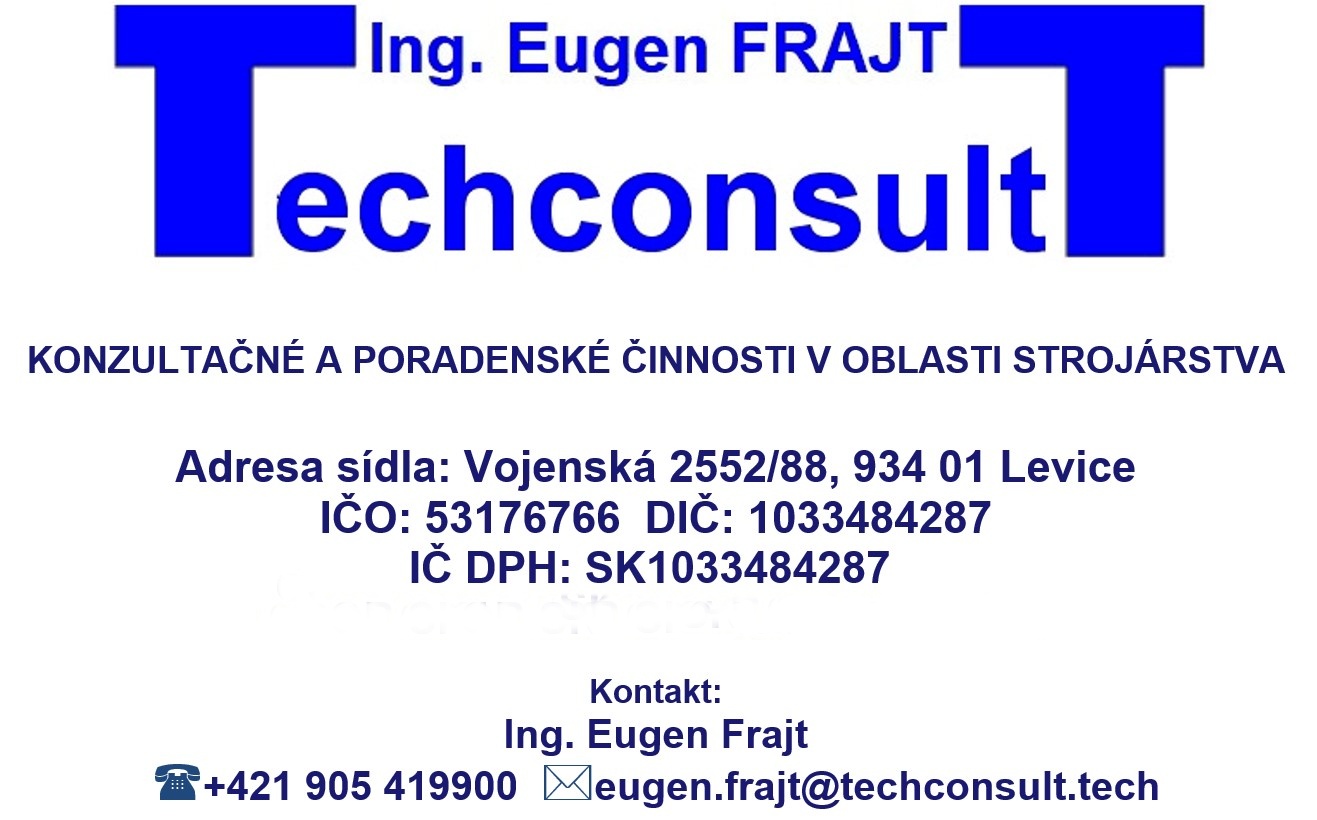 Ing. Eugen FRAJT
TechconsulT
KONZULTAČNÉ A PORADENSKÉ ČINNOSTI V OBLASTI STROJÁRSTVA
Adresa sídla: Vojenská 2552/88, 934 01 Levice
IČO: 53176766 DIČ: 1033484287
IČ DPH: SK1033484287
Kontakt:
Ing. Eugen Frajt
+421 905 419900 eugen.frajt@techconsult.tech